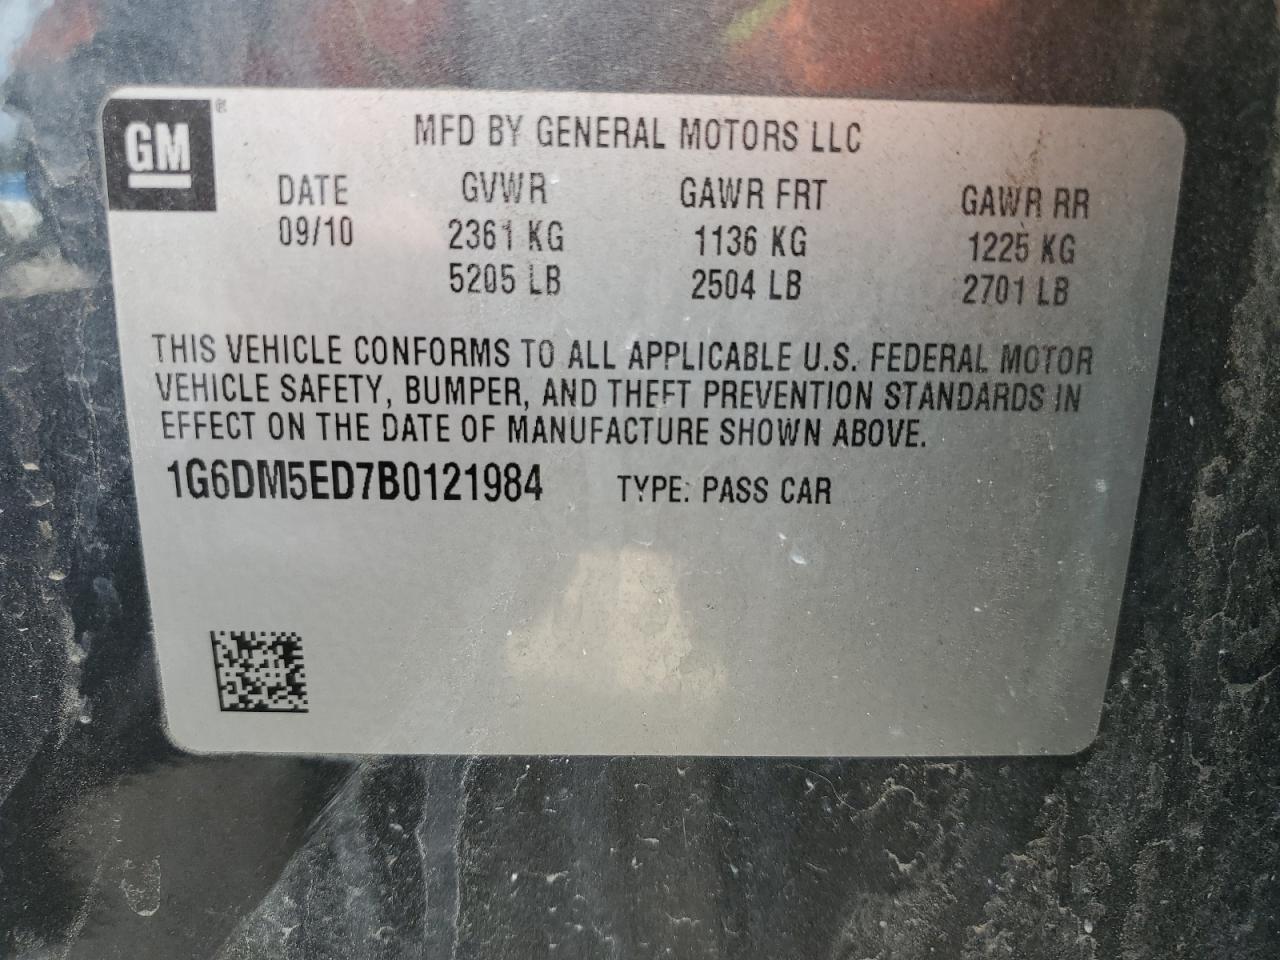 GM®
MFD BY GENERAL MOTORS LLC
DATE GVWR GAWR FRT GAWR RR
09/10 2361 KG 1136 KG 1225 KG
5205 LB 2504 LB 2701 LB
THIS VEHICLE CONFORMS TO ALL APPLICABLE U.S. FEDERAL MOTOR
VEHICLE SAFETY, BUMPER, AND THEFT PREVENTION STANDARDS IN
EFFECT ON THE DATE OF MANUFACTURE SHOWN ABOVE.
1G6DM5ED7B0121984 TYPE: PASS CAR